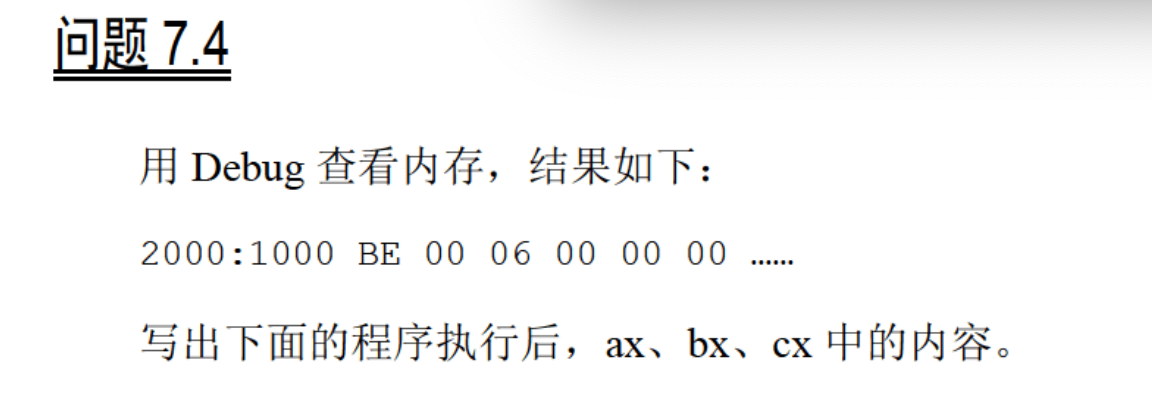 问题 7.4
用 Debug 查看内存，结果如下：
2000:1000 BE 00 06 00 00 00 ……
写出下面的程序执行后，ax、bx、cx 中的内容。